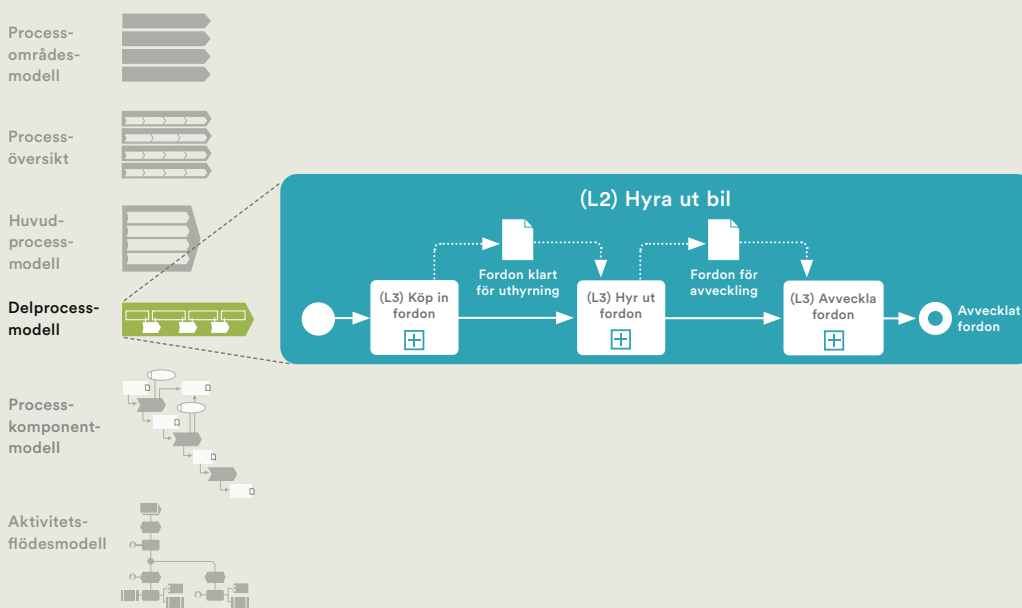 Process-
områdes-
modell
Process-
översikt
Huvud-
process-
modell
Delprocess-
modell
Process-
komponent-
modell
Aktivitets-
flödesmodell
(L2) Hyra ut bil
Fordon klart
för uthyrning
Fordon för
avveckling
(L3) Köp in
fordon
(L3) Hyr ut
fordon
(L3) Avveckla
fordon
Avvecklat
fordon